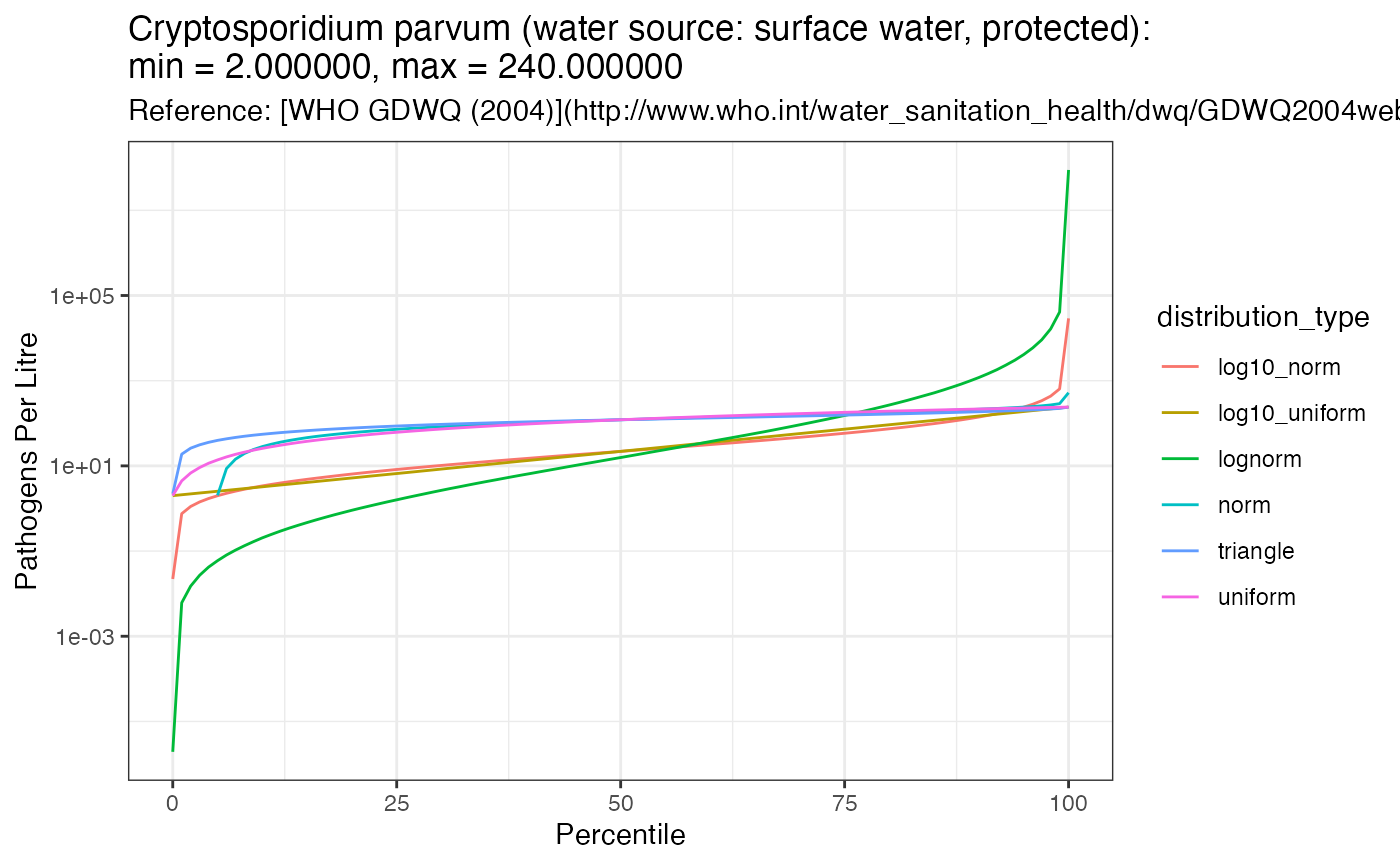 Cryptosporidium parvum (water source: surface water, protected):
min = 2.000000, max = 240.000000
Reference: [WHO GDWQ (2004)](http://www.who.int/water_sanitation_health/dwq/GDWQ2004web
Pathogens Per Litre
1e+05
1e+01
1e-03
0 25 50 75 100
Percentile
distribution_type
log10_norm
log10_uniform
lognorm
norm
triangle
uniform